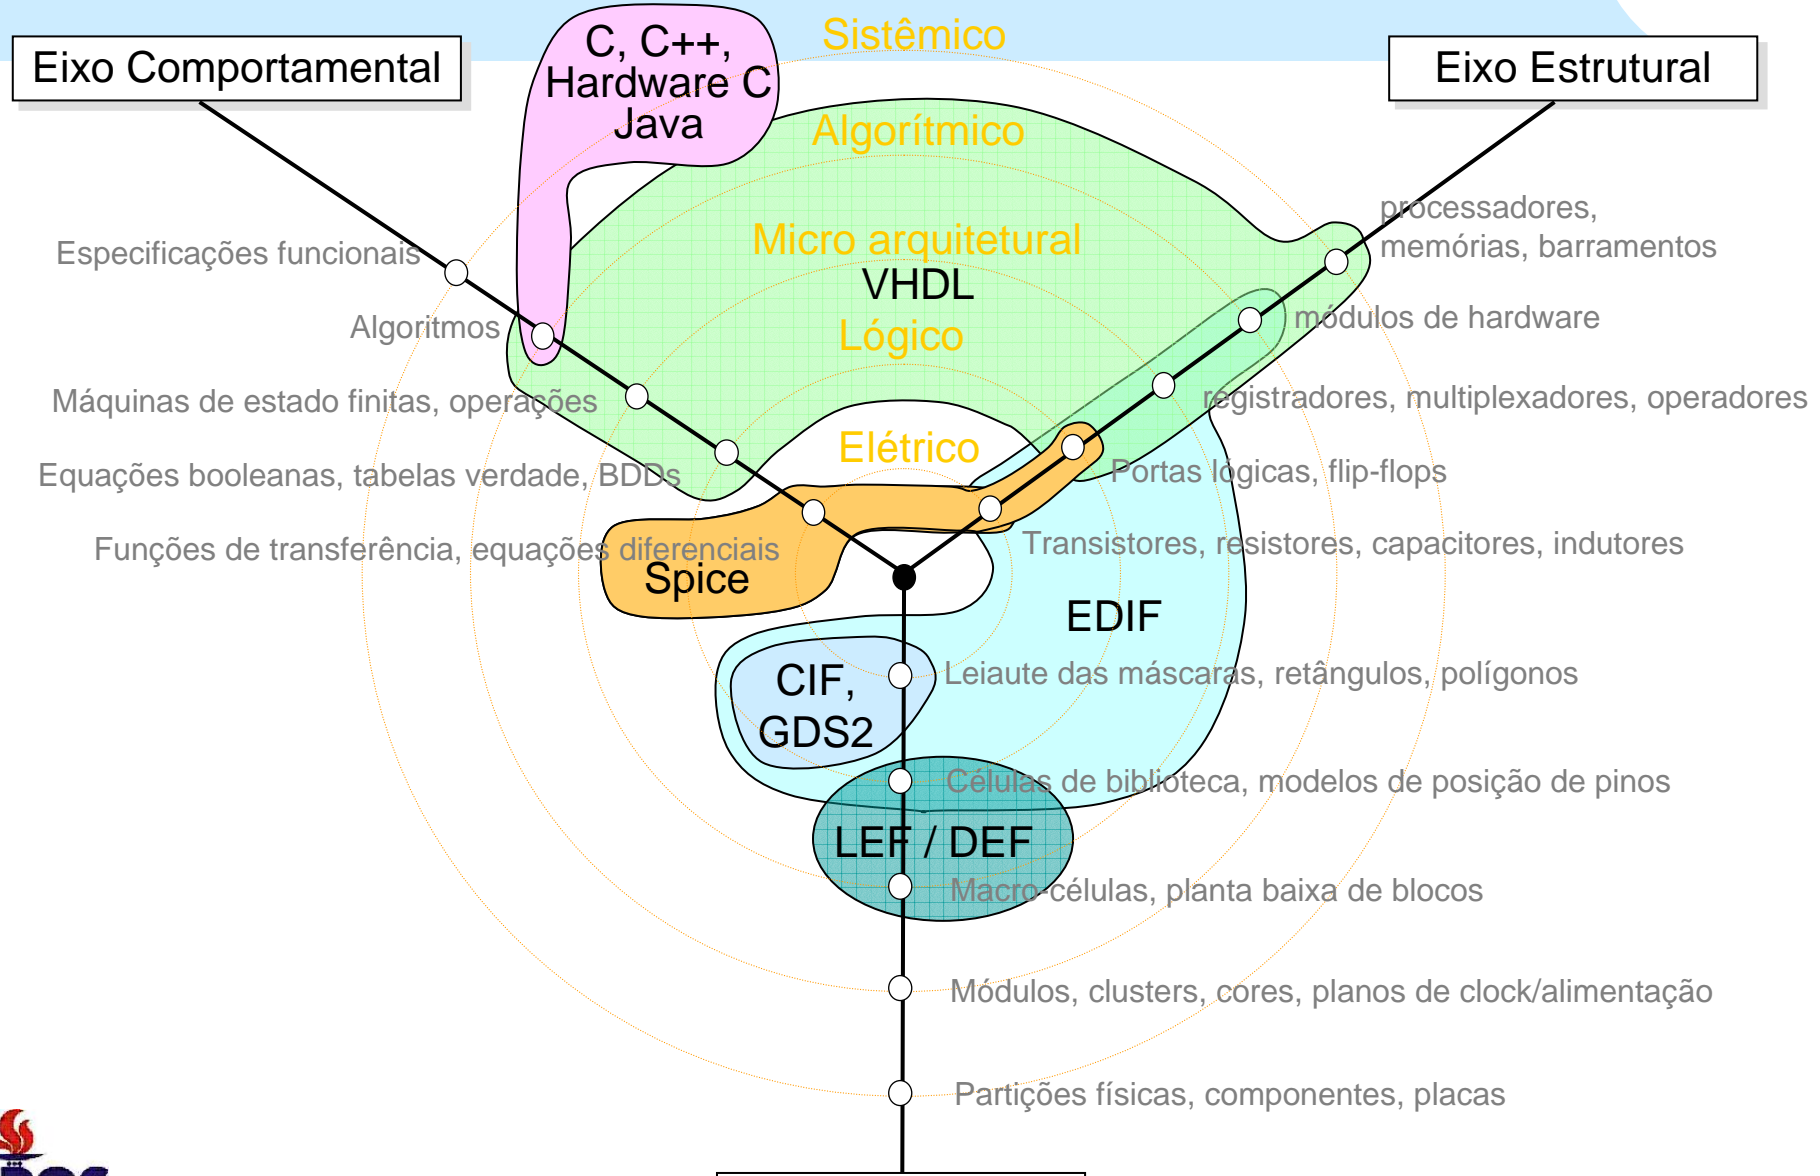 Sistêmico
C, C++,
Hardware C
Java
Eixo Comportamental
Eixo Estrutural
Algorítmico
processadores,
memórias, barramentos
Especificações funcionais
Micro arquitetural
VHDL
Algoritmos
módulos de hardware
Lógico
Máquinas de estado finitas, operações
registradores, multiplexadores, operadores
Elétrico
Equações booleanas, tabelas verdade, BDDs
Portas lógicas, flip-flops
Funções de transferência, equações diferenciais
Transistores, resistores, capacitores, indutores
Spice
EDIF
CIF,
GDS2
Leiaute das máscaras, retângulos, polígonos
Células de biblioteca, modelos de posição de pinos
LEF / DEF
Macro-células, planta baixa de blocos
Módulos, clusters, cores, planos de clock/alimentação
Partições físicas, componentes, placas